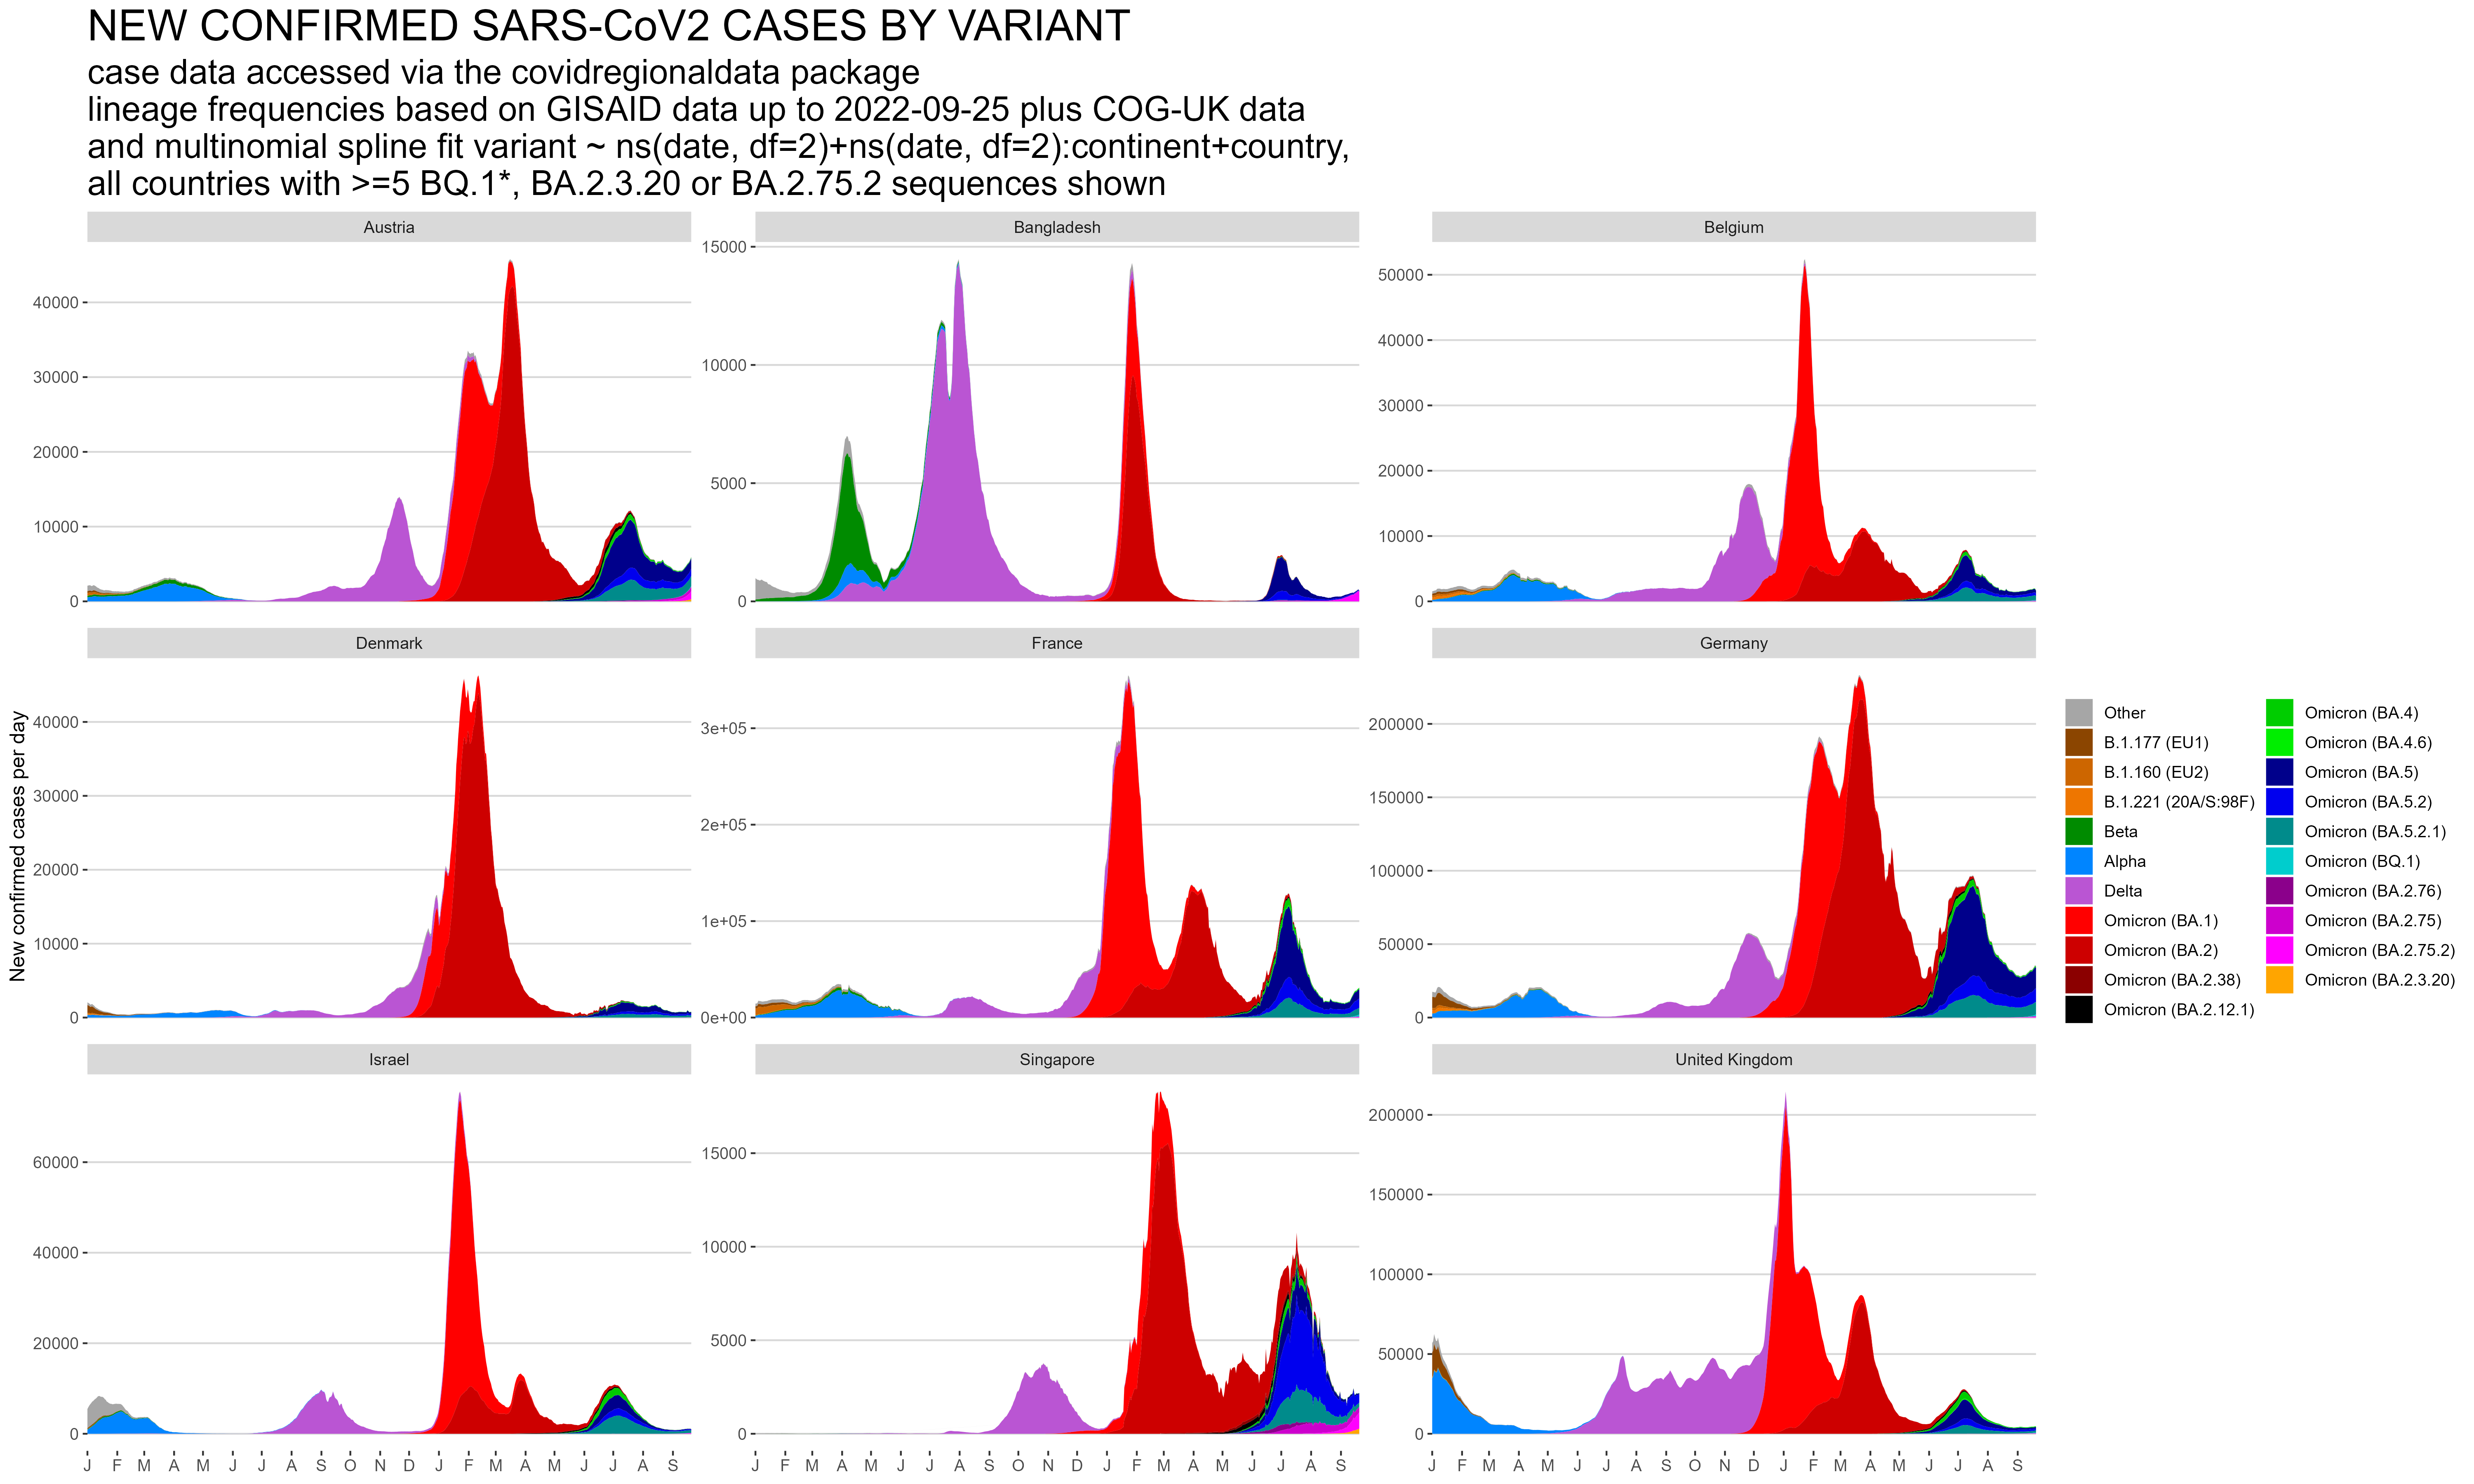 NEW CONFIRMED SARS-CoV2 CASES BY VARIANT
case data accessed via the covidregionaldata package
lineage frequencies based on GISAID data up to 2022-09-25 plus COG-UK data
and multinomial spline fit variant ~ ns(date, df=2)+ns(date, df=2):continent+country,
all countries with >=5 BQ.1*, BA.2.3.20 or BA.2.75.2 sequences shown
New confirmed cases per day
Austria
40000
30000
20000
10000
0
Bangladesh
15000
10000
5000
0
Belgium
50000
40000
30000
20000
10000
0
Denmark
40000
30000
20000
10000
0
France
3e+05
2e+05
1e+05
0e+00
Germany
200000
150000
100000
50000
0
Israel
60000
40000
20000
0
J F M A M J J A S O N D J F M A M J J A S
Singapore
15000
10000
5000
0
J F M A M J J A S O N D J F M A M J J A S
United Kingdom
200000
150000
100000
50000
0
J F M A M J J A S O N D J F M A M J J A S
Other
B.1.177 (EU1)
B.1.160 (EU2)
B.1.221 (20A/S:98F)
Beta
Alpha
Delta
Omicron (BA.1)
Omicron (BA.2)
Omicron (BA.2.38)
Omicron (BA.2.12.1)
Omicron (BA.4)
Omicron (BA.4.6)
Omicron (BA.5)
Omicron (BA.5.2)
Omicron (BA.5.2.1)
Omicron (BQ.1)
Omicron (BA.2.76)
Omicron (BA.2.75)
Omicron (BA.2.75.2)
Omicron (BA.2.3.20)